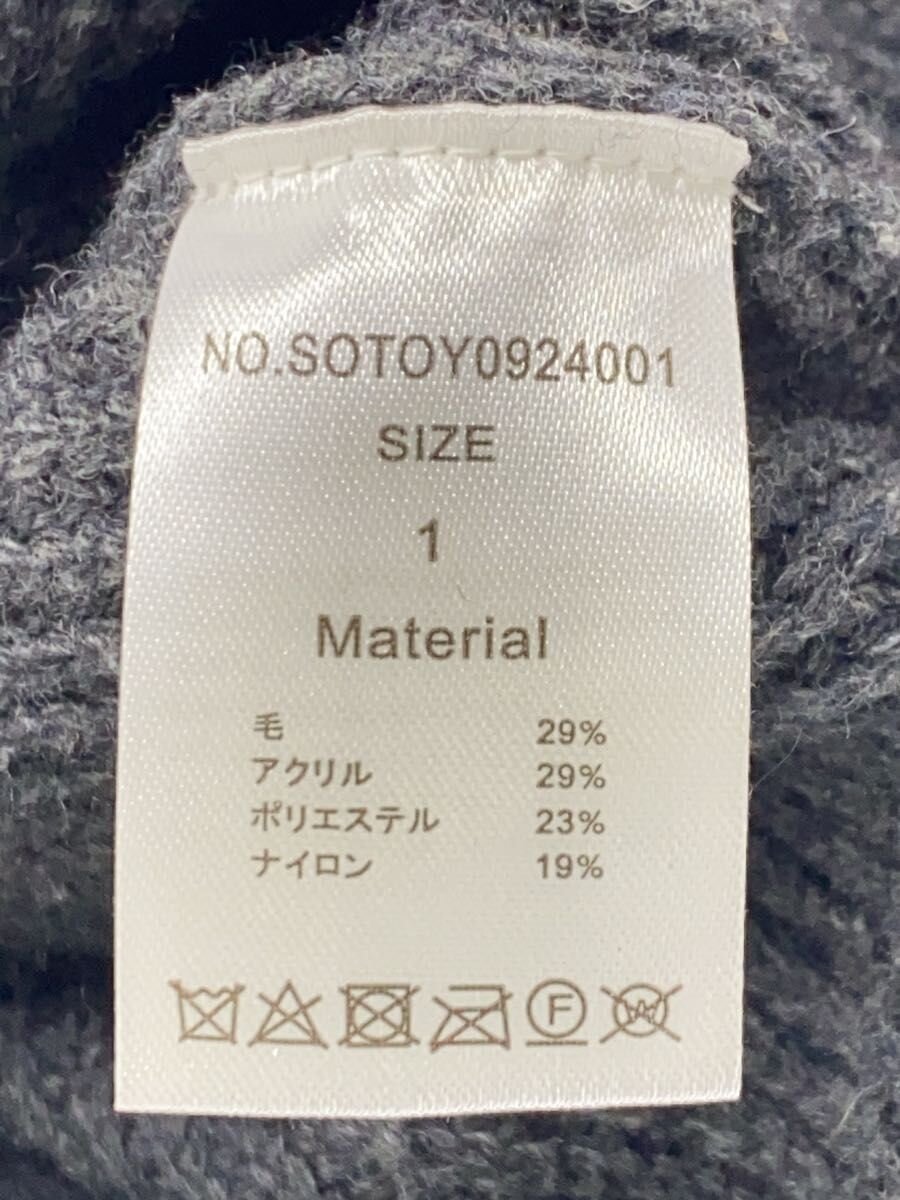 NO.SOTOY0924001
SIZE
1
Material
毛 29%
アクリル 29%
ポリエステル 23%
ナイロン 19%
F W